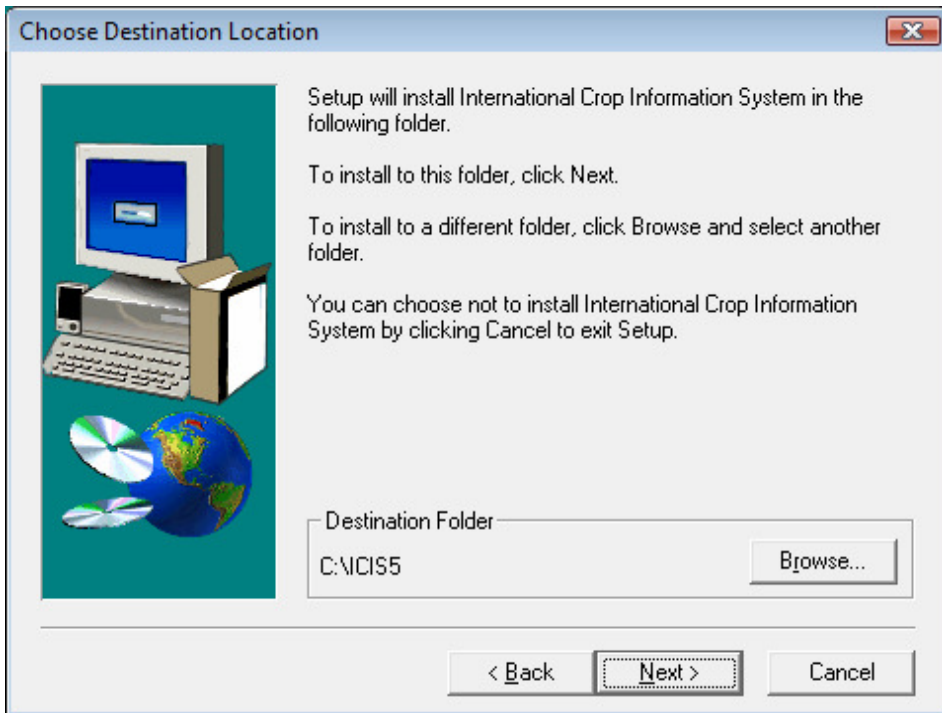 Choose Destination Location
Setup will install International Crop Information System in the
following folder.
To install to this folder, click Next.
To install to a different folder, click Browse and select another
folder.
You can choose not to install International Crop Information
System by clicking Cancel to exit Setup.
Destination Folder
C:\ICIS5
Browse...
< Back
Next >
Cancel